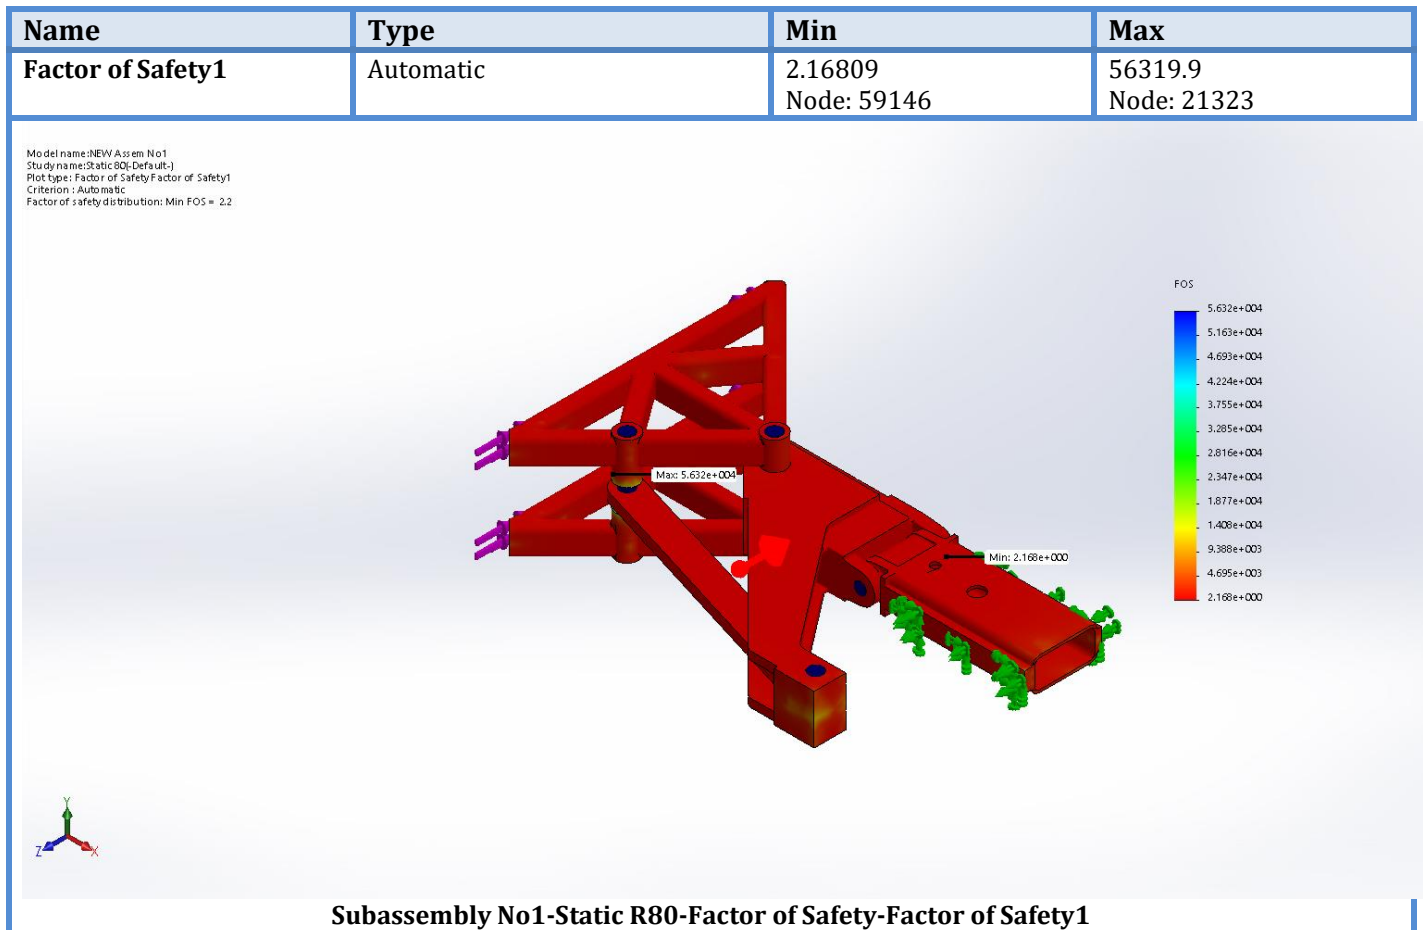 Name Type Min Max
Factor of Safety1 Automatic 2.16809 56319.9
Node: 59146 Node: 21323
Model name:NEW Assem No1
Study name:Static 80(-Default-)
Plot type: Factor of Safety Factor of Safety1
Criterion : Automatic
Factor of safety distribution: Min FOS = 2.2
FOS
5.632e+004
5.163e+004
4.693e+004
4.224e+004
3.755e+004
3.285e+004
2.816e+004
2.347e+004
1.877e+004
1.408e+004
9.388e+003
4.695e+003
2.168e+000
Max: 5.632e+004
Min: 2.168e+000
Y
Z X
Subassembly No1-Static R80-Factor of Safety-Factor of Safety1